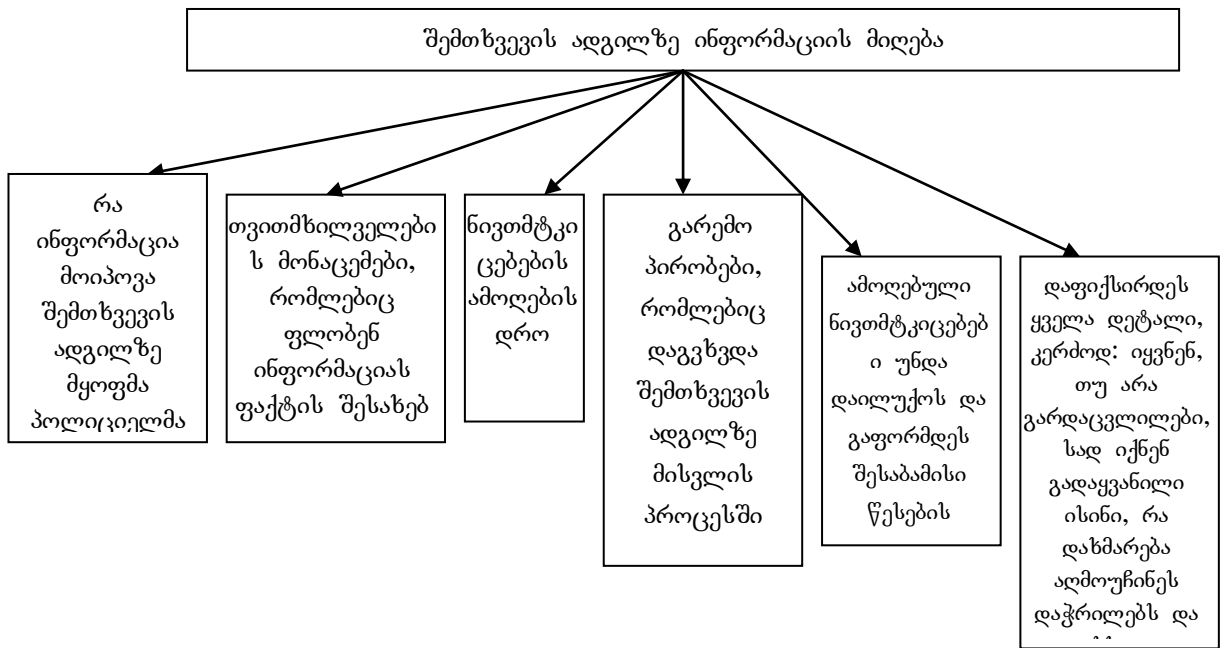 შემთხვევის ადგილზე ინფორმაციის მიღება
რა
ინფორმაცია
მოიპოვა
შემთხვევის
ადგილზე
მყოფმა
პოლიციელმა
თვითმხილველები
ს მონაცემები,
რომლებიც
ფლობენ
ინფორმაციას
ფაქტის შესახებ
ნივთმტკი
ცებების
ამოღების
დრო
გარემო
პირობები,
რომლებიც
დაგვხვდა
შემთხვევის
ადგილზე
მისვლის
პროცესში
ამოღებული
ნივთმტკიცებებ
ი უნდა
დაილუქოს და
გაფორმდეს
შესაბამისი
წესების
დაფიქსირდეს
ყველა დეტალი,
კერძოდ: იყვნენ,
თუ არა
გარდაცვლილები,
სად იქნენ
გადაყვანილი
ისინი, რა
დახმარება
აღმოუჩინეს
დაჭრილებს და